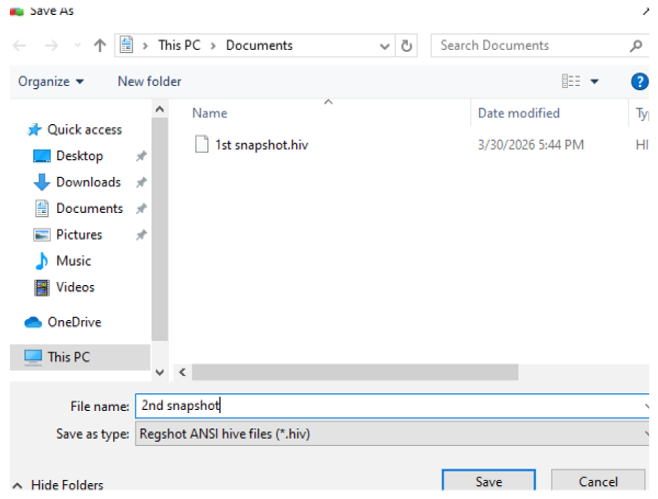 Save As
This PC > Documents
Search Documents
Organize
New folder
?
Name
Date modified
Quick access
1st snapshot.hiv
3/30/2026 5:44 PM
HI
Desktop
Downloads
Documents
Pictures
Music
Videos
OneDrive
This PC
File name: 2nd snapshot
Save as type: Regshot ANSI hive files (*.hiv)
Hide Folders
Save
Cancel